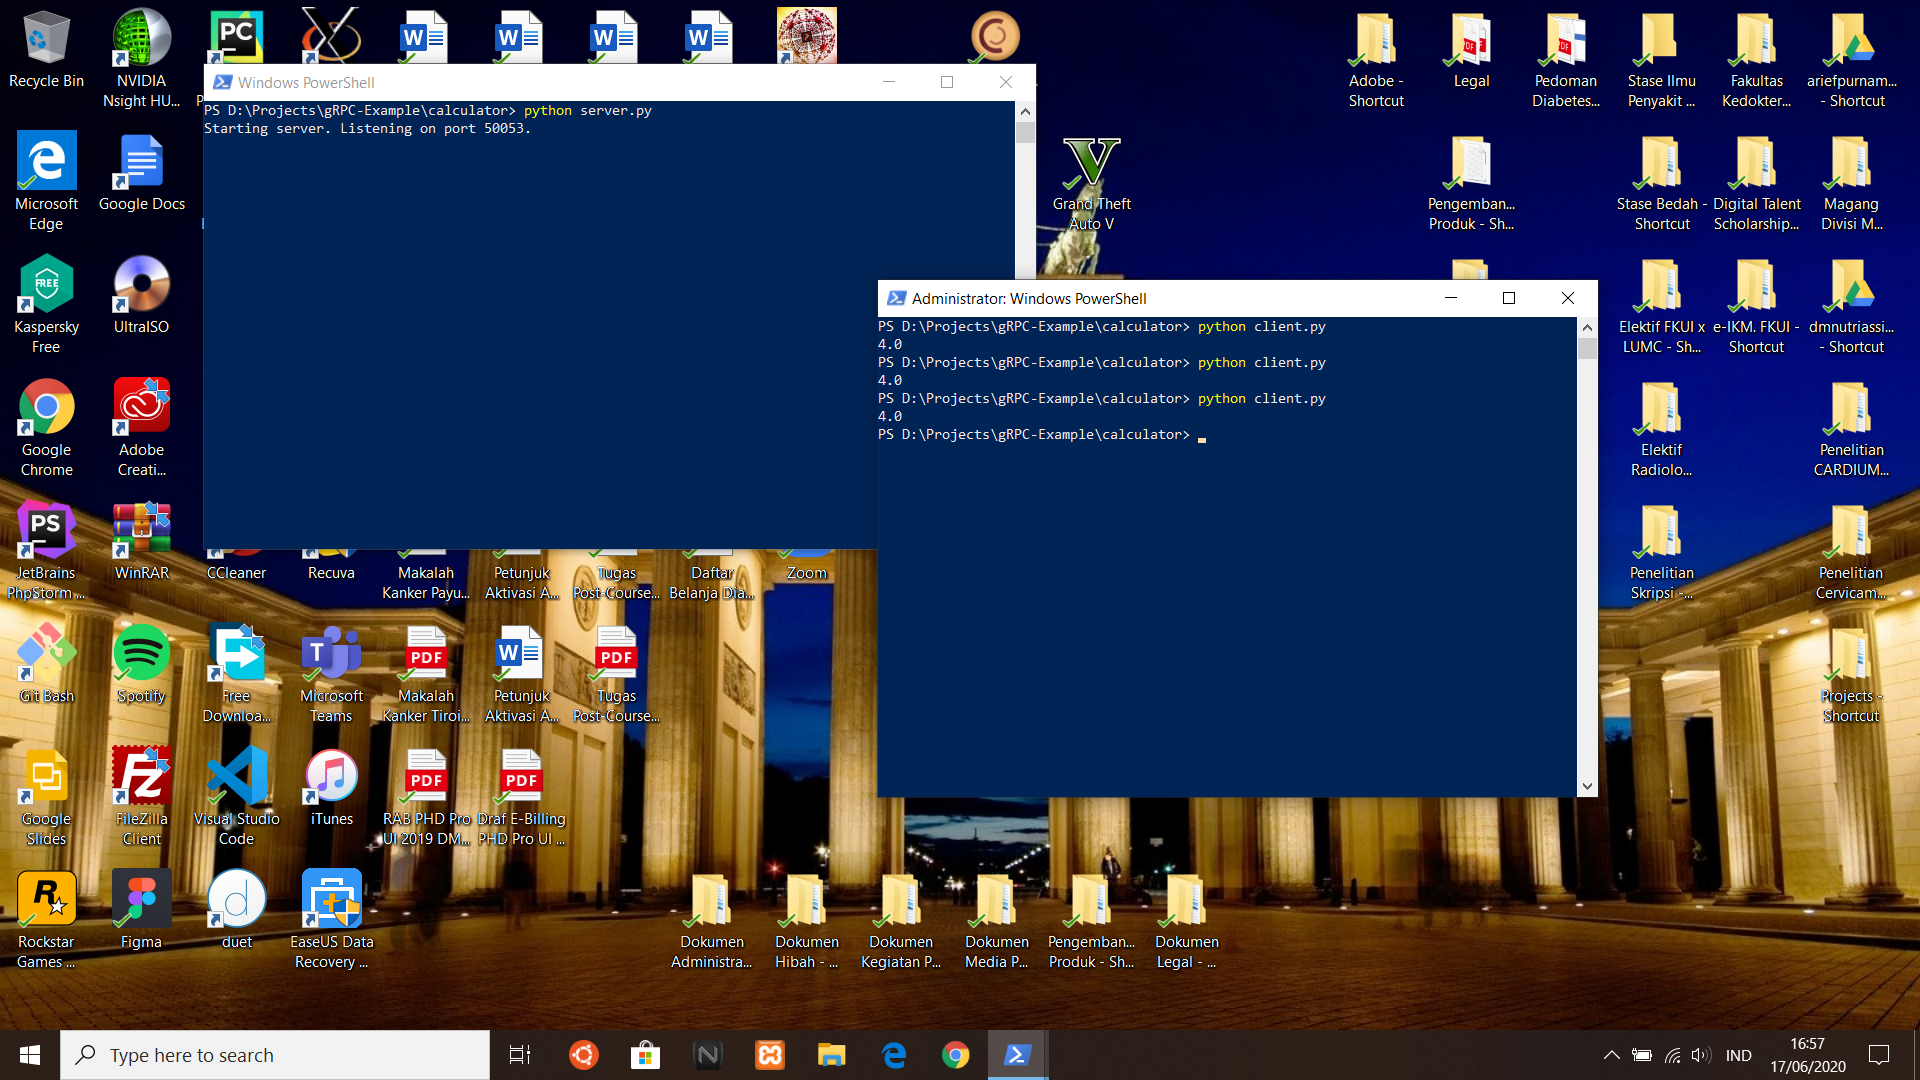 Windows PowerShell
PS D:\Projects\gRPC-Example\calculator> python server.py
Starting server. Listening on port 50053.
Administrator: Windows PowerShell
PS D:\Projects\gRPC-Example\calculator> python client.py
4.0
PS D:\Projects\gRPC-Example\calculator> python client.py
4.0
PS D:\Projects\gRPC-Example\calculator> python client.py
4.0
PS D:\Projects\gRPC-Example\calculator>
Recycle Bin
NVIDIA
Nsight HU...
PC
Adobe -
Shortcut
Legal
Pedoman
Diabetes...
Stase Ilmu
Penyakit ...
Fakultas
Kedokter...
ariefpurnam...
- Shortcut
Microsoft
Edge
Google Docs
Grand Theft
Auto V
Pengemban...
Produk - Sh...
Stase Bedah -
Shortcut
Digital Talent
Scholarship...
Magang
Divisi M...
FREE
Kaspersky
Free
UltraISO
Elektif FKUI x
LUMC - Sh...
e-IKM. FKUI -
Shortcut
dmnutriassi...
- Shortcut
Google
Chrome
Adobe
Creati...
Elektif
Radiolo...
Penelitian
CARDIUM...
PS
JetBrains
PhpStorm ...
WinRAR
CCleaner
Recuva
Makalah
Kanker Payu...
Petunjuk
Aktivasi A...
Tugas
Post-Course...
Daftar
Belanja Dia...
Zoom
Penelitian
Skripsi -...
Penelitian
Cervicam...
Git Bash
Spotify
Free
Downloa...
Microsoft
Teams
PDF
Makalah
Kanker Tiroi...
Petunjuk
Aktivasi A...
PDF
Tugas
Post-Course...
Projects -
Shortcut
Google
Slides
FileZilla
Client
Visual Studio
Code
iTunes
PDF
RAB PHD Pro
UI 2019 DM...
PDF
Draf E-Billing
PHD Pro UI ...
Rockstar
Games ...
Figma
duet
EaseUS Data
Recovery ...
Dokumen
Administra...
Dokumen
Hibah - ...
Dokumen
Kegiatan P...
Dokumen
Media P...
Pengemban...
Produk - Sh...
Dokumen
Legal - ...
Type here to search
IND
16:57
17/06/2020